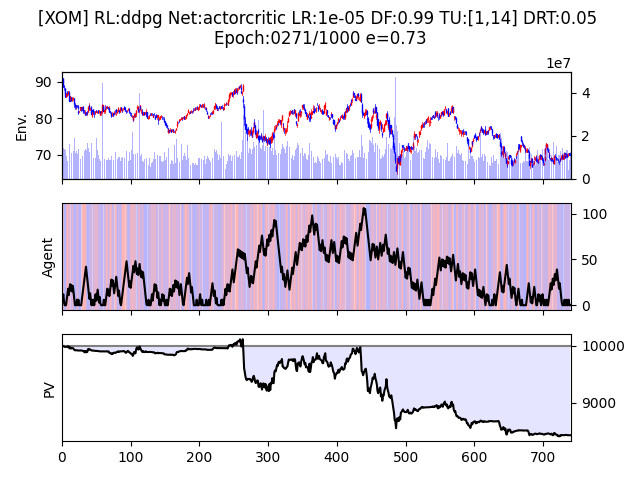 [XOM] RL:ddpg Net:actorcritic LR:1e-05 DF:0.99 TU:[1,14] DRT:0.05
Epoch:0271/1000 e=0.73
1e7
Env.
90
80
70
4
2
0
Agent
100
50
0
PV
10000
9000
0 100 200 300 400 500 600 700